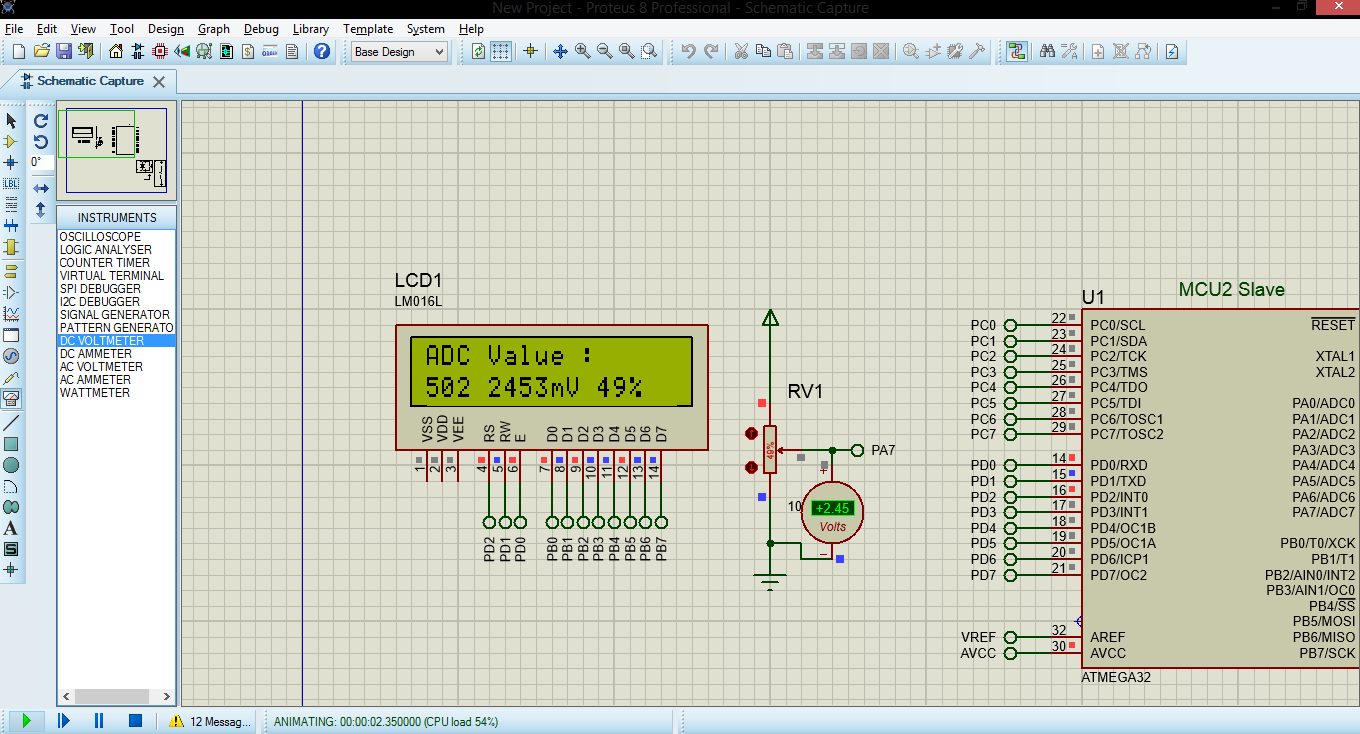 New Project - Proteus 8 Professional - Schematic Capture
File Edit View Tool Design Graph Debug Library Template System Help
Base Design
Schematic Capture
0°
LBL
INSTRUMENTS
OSCILLOSCOPE
LOGIC ANALYSER
COUNTER TIMER
VIRTUAL TERMINAL
SPI DEBUGGER
I2C DEBUGGER
SIGNAL GENERATOR
PATTERN GENERATO
DC VOLTMETER
DC AMMETER
AC VOLTMETER
AC AMMETER
WATTMETER
A
S
LCD1
LM016L
ADC Value :
502 2453mV 49%
VSS VDD VEE RS RW E D0 D1 D2 D3 D4 D5 D6 D7
1 2 3 4 5 6 7 8 9 10 11 12 13 14
PD2 PD1 PD0 PB0 PB1 PB2 PB3 PB4 PB5 PB6 PB7
RV1
49%
PA7
10
+2.45
Volts
MCU2 Slave
U1
PC0 22 PC0/SCL RESET
PC1 23 PC1/SDA
PC2 24 PC2/TCK XTAL1
PC3 25 PC3/TMS XTAL2
PC4 26 PC4/TDO
PC5 27 PC5/TDI PA0/ADC0
PC6 28 PC6/TOSC1 PA1/ADC1
PC7 29 PC7/TOSC2 PA2/ADC2
PA3/ADC3
PD0 14 PD0/RXD PA4/ADC4
PD1 15 PD1/TXD PA5/ADC5
PD2 16 PD2/INT0 PA6/ADC6
PD3 17 PD3/INT1 PA7/ADC7
PD4 18 PD4/OC1B
PD5 19 PD5/OC1A PB0/T0/XCK
PD6 20 PD6/ICP1 PB1/T1
PD7 21 PD7/OC2 PB2/AIN0/INT2
PB3/AIN1/OC0
PB4/SS
PB5/MOSI
VREF 32 AREF PB6/MISO
AVCC 30 AVCC PB7/SCK
ATMEGA32
12 Messag...
ANIMATING: 00:00:02.350000 (CPU load 54%)